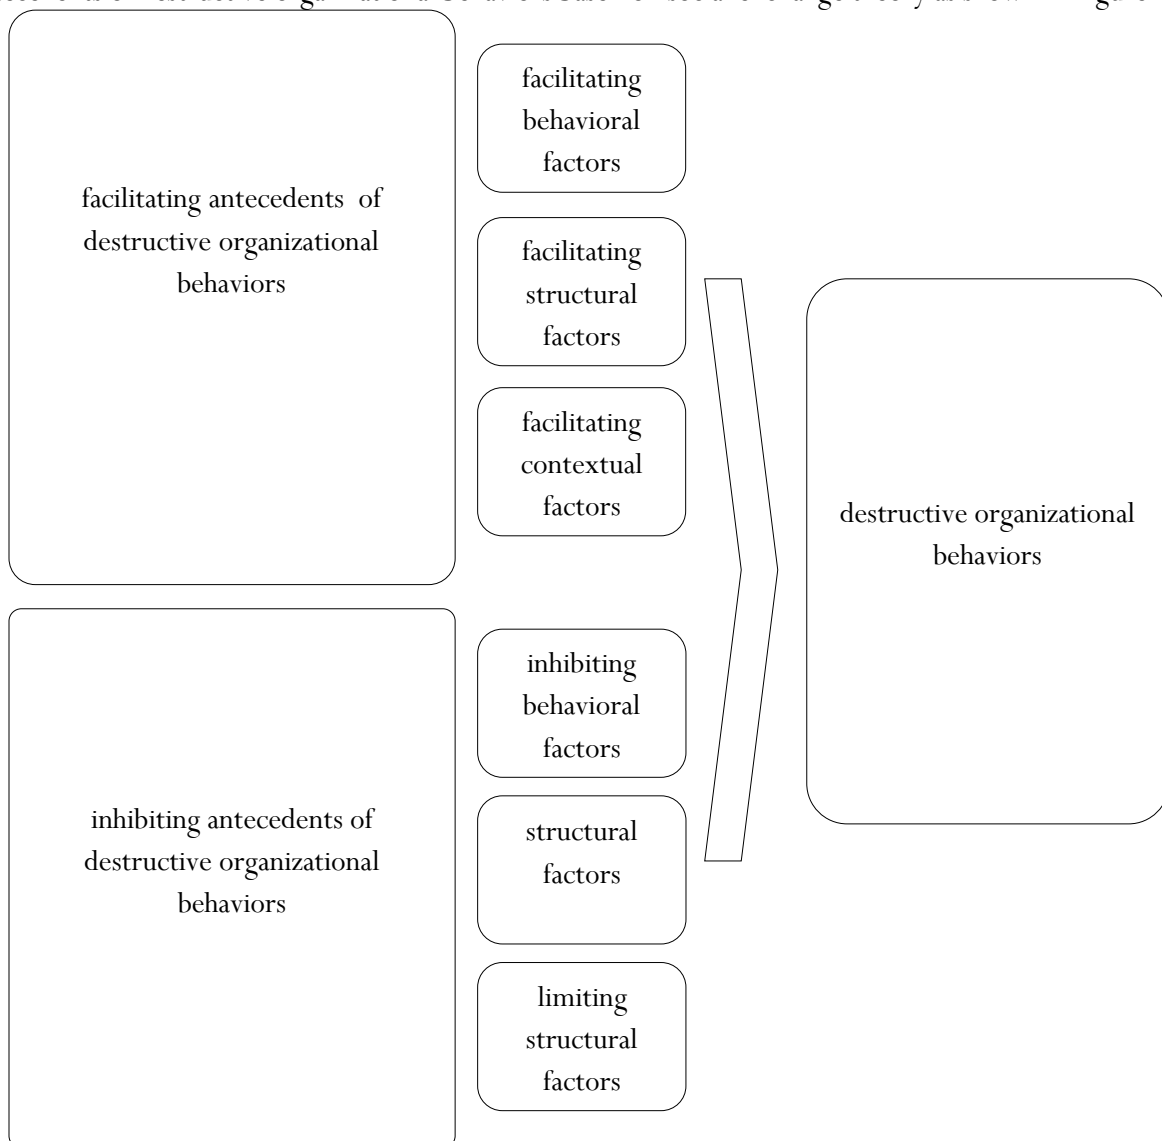 facilitating antecedents of
destructive organizational
behaviors
facilitating
behavioral
factors
facilitating
structural
factors
facilitating
contextual
factors
inhibiting antecedents of
destructive organizational
behaviors
inhibiting
behavioral
factors
structural
factors
limiting
structural
factors
destructive organizational
behaviors